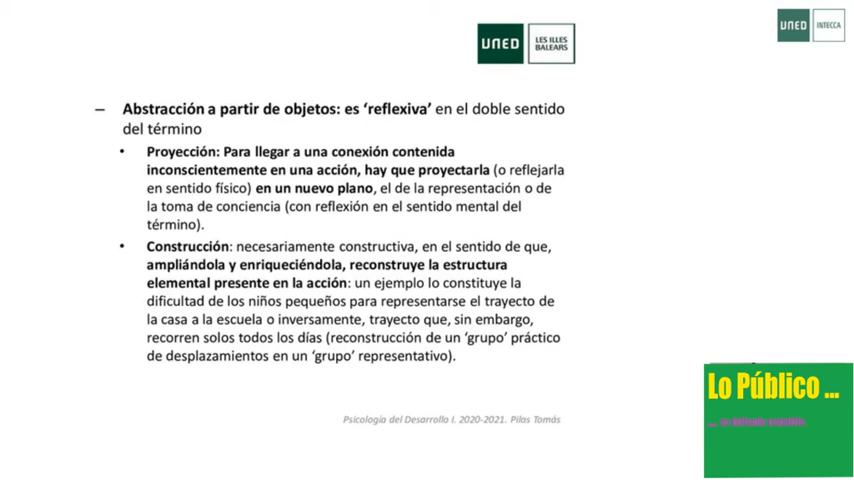 UNED
LES ILLES
BALEARS
UNED
INTECCA
– Abstracción a partir de objetos: es ‘reflexiva’ en el doble sentido
del término
• Proyección: Para llegar a una conexión contenida
inconscientemente en una acción, hay que proyectarla (o reflejarla
en sentido físico) en un nuevo plano, el de la representación o de
la toma de conciencia (con reflexión en el sentido mental del
término).
• Construcción: necesariamente constructiva, en el sentido de que,
ampliándola y enriqueciéndola, reconstruye la estructura
elemental presente en la acción: un ejemplo lo constituye la
dificultad de los niños pequeños para representarse el trayecto de
la casa a la escuela o inversamente, trayecto que, sin embargo,
recorren solos todos los días (reconstrucción de un ‘grupo’ práctico
de desplazamientos en un ‘grupo’ representativo).
Psicología del Desarrollo I. 2020-2021. Pilas Tomás
Lo Público ...